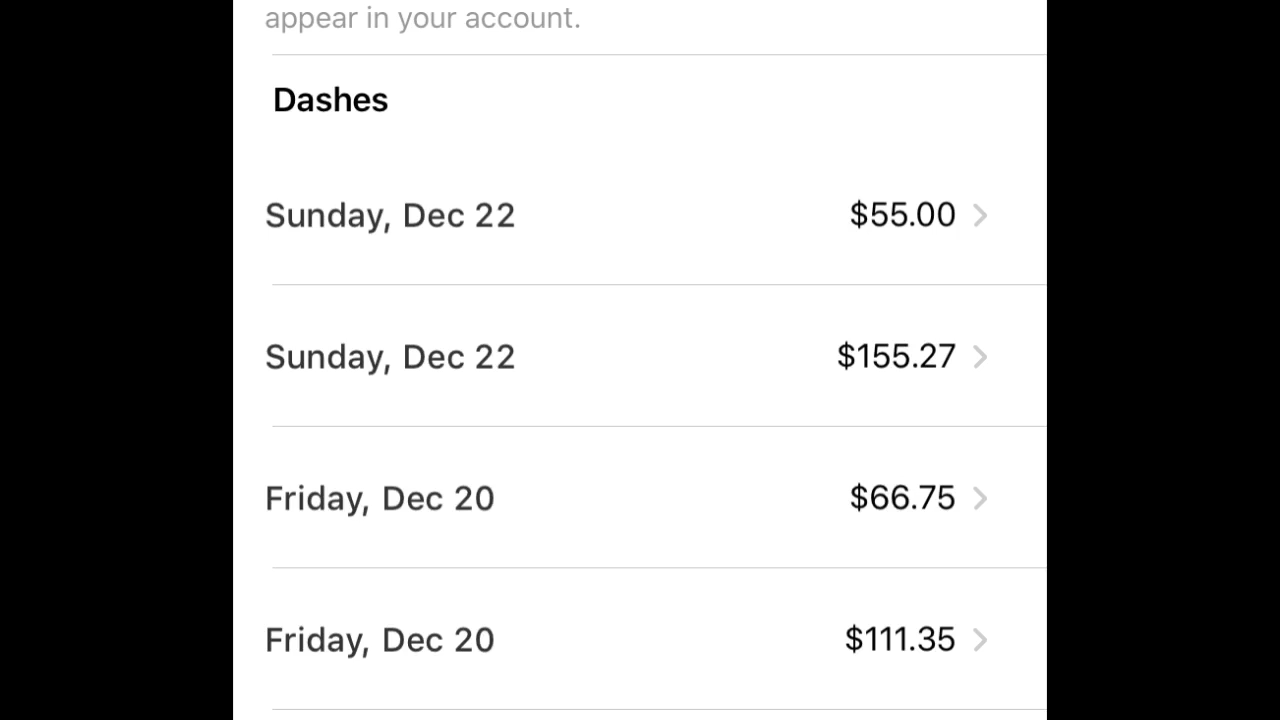 appear in your account.
Dashes
Sunday, Dec 22 $55.00
Sunday, Dec 22 $155.27
Friday, Dec 20 $66.75
Friday, Dec 20 $111.35